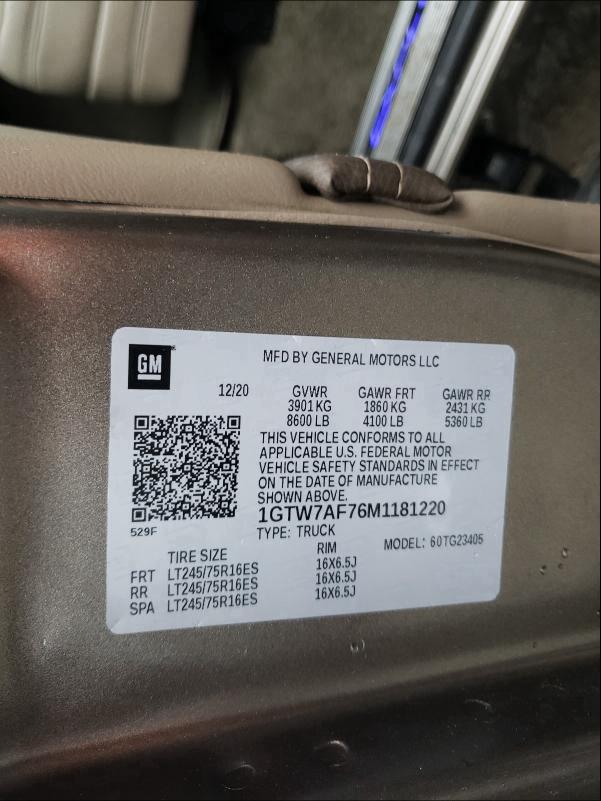 GM
MFD BY GENERAL MOTORS LLC
12/20 GVWR GAWR FRT GAWR RR
3901 KG 1860 KG 2431 KG
8600 LB 4100 LB 5360 LB
THIS VEHICLE CONFORMS TO ALL
APPLICABLE U.S. FEDERAL MOTOR
VEHICLE SAFETY STANDARDS IN EFFECT
ON THE DATE OF MANUFACTURE
SHOWN ABOVE.
1GTW7AF76M1181220
529F TYPE: TRUCK MODEL: 60TG23405
TIRE SIZE RIM
FRT LT245/75R16ES 16X6.5J
RR LT245/75R16ES 16X6.5J
SPA LT245/75R16ES 16X6.5J